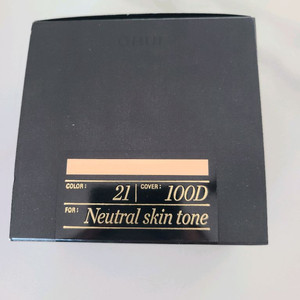 COLOR: 21 COVER: 100D
FOR: Neutral skin tone